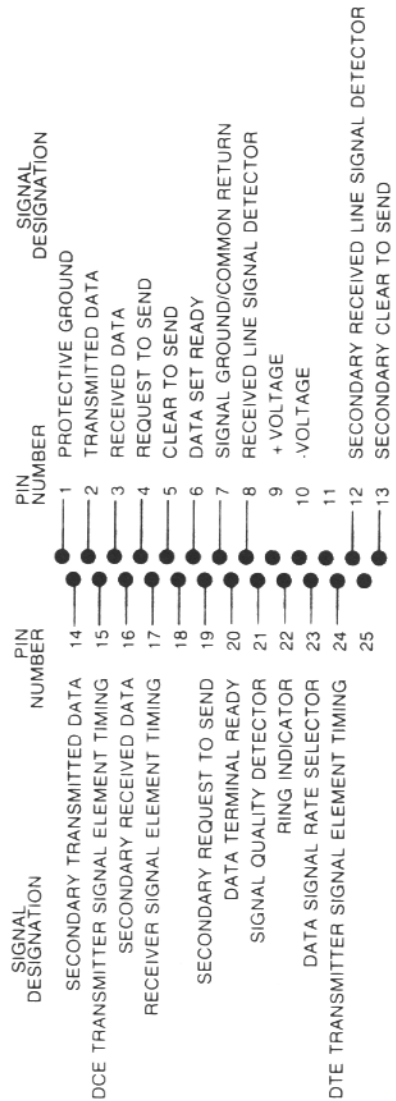 SIGNAL
DESIGNATION
PIN
NUMBER
SECONDARY TRANSMITTED DATA 14
DCE TRANSMITTER SIGNAL ELEMENT TIMING 15
SECONDARY RECEIVED DATA 16
RECEIVER SIGNAL ELEMENT TIMING 17
18
SECONDARY REQUEST TO SEND 19
DATA TERMINAL READY 20
SIGNAL QUALITY DETECTOR 21
RING INDICATOR 22
DATA SIGNAL RATE SELECTOR 23
DTE TRANSMITTER SIGNAL ELEMENT TIMING 24
25
PIN
NUMBER
SIGNAL
DESIGNATION
1 PROTECTIVE GROUND
2 TRANSMITTED DATA
3 RECEIVED DATA
4 REQUEST TO SEND
5 CLEAR TO SEND
6 DATA SET READY
7 SIGNAL GROUND/COMMON RETURN
8 RECEIVED LINE SIGNAL DETECTOR
9 + VOLTAGE
10 -VOLTAGE
11
12 SECONDARY RECEIVED LINE SIGNAL DETECTOR
13 SECONDARY CLEAR TO SEND